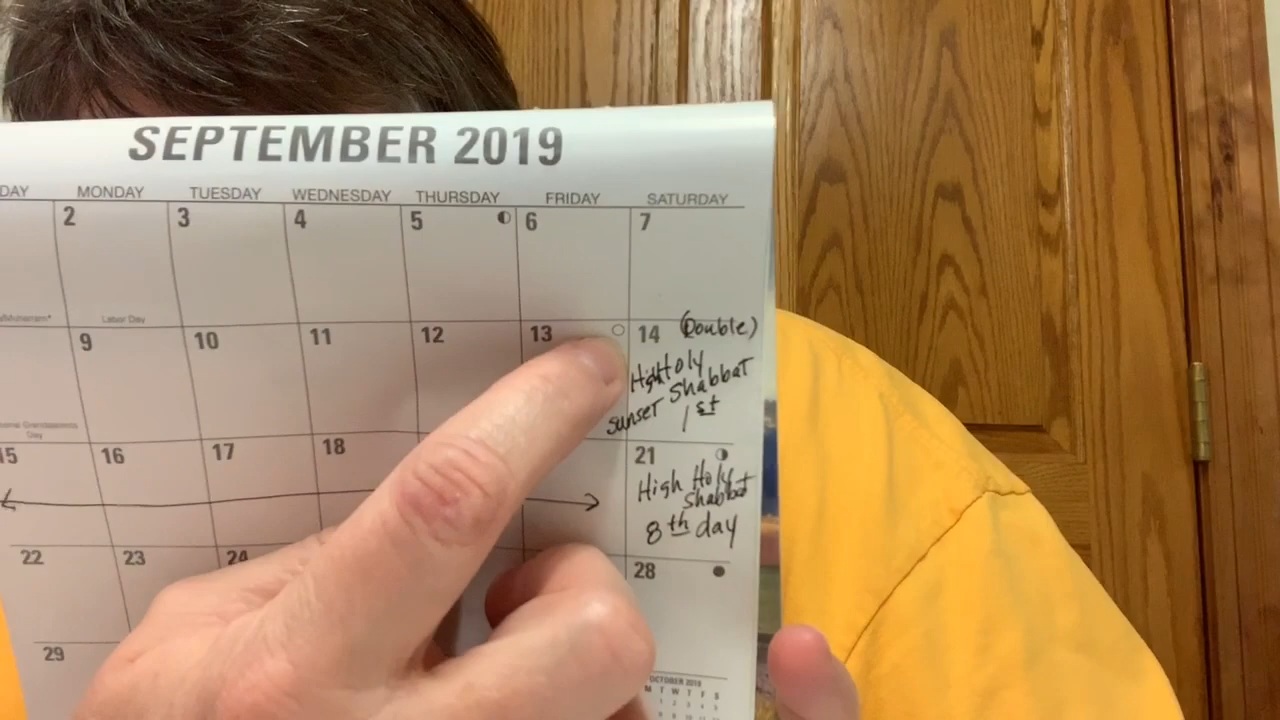 SEPTEMBER 2019
DAY MONDAY TUESDAY WEDNESDAY THURSDAY FRIDAY SATURDAY
2 3 4 5 6 7
Labor Day
9 10 11 12 13 14 (Double)
High Holy
Shabbat
sunset 1st
Day
15 16 17 18 21
High Holy
Shabbat
8th day
22 23 24 28
29
OCTOBER 2019
M T W T F S